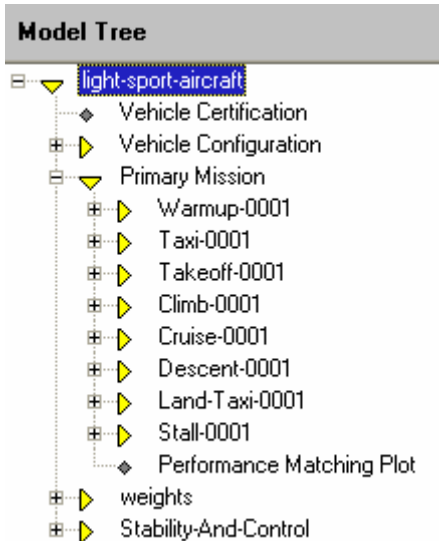 Model Tree
light-sport-aircraft
Vehicle Certification
Vehicle Configuration
Primary Mission
Warmup-0001
Taxi-0001
Takeoff-0001
Climb-0001
Cruise-0001
Descent-0001
Land-Taxi-0001
Stall-0001
Performance Matching Plot
weights
Stability-And-Control